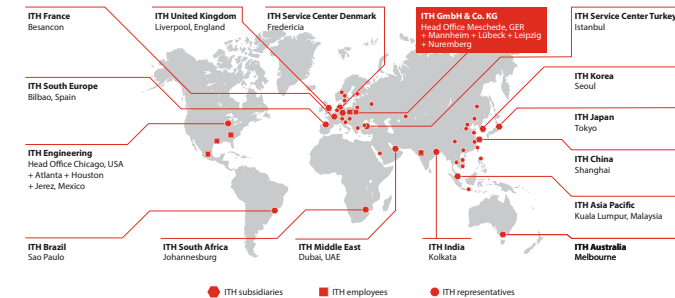 ITH France
Besancon
ITH United Kingdom
Liverpool, England
ITH Service Center Denmark
Fredericia
ITH GmbH & Co. KG
Head Office Meschede, GER
+ Mannheim + Lübeck + Leipzig
+ Nuremberg
ITH Service Center Turkey
Istanbul
ITH South Europe
Bilbao, Spain
ITH Korea
Seoul
ITH Japan
Tokyo
ITH Engineering
Head Office Chicago, USA
+ Atlanta + Houston
+ Jerez, Mexico
ITH China
Shanghai
ITH Asia Pacific
Kuala Lumpur, Malaysia
ITH Brazil
Sao Paulo
ITH South Africa
Johannesburg
ITH Middle East
Dubai, UAE
ITH India
Kolkata
ITH Australia
Melbourne
ITH subsidiaries
ITH employees
ITH representatives